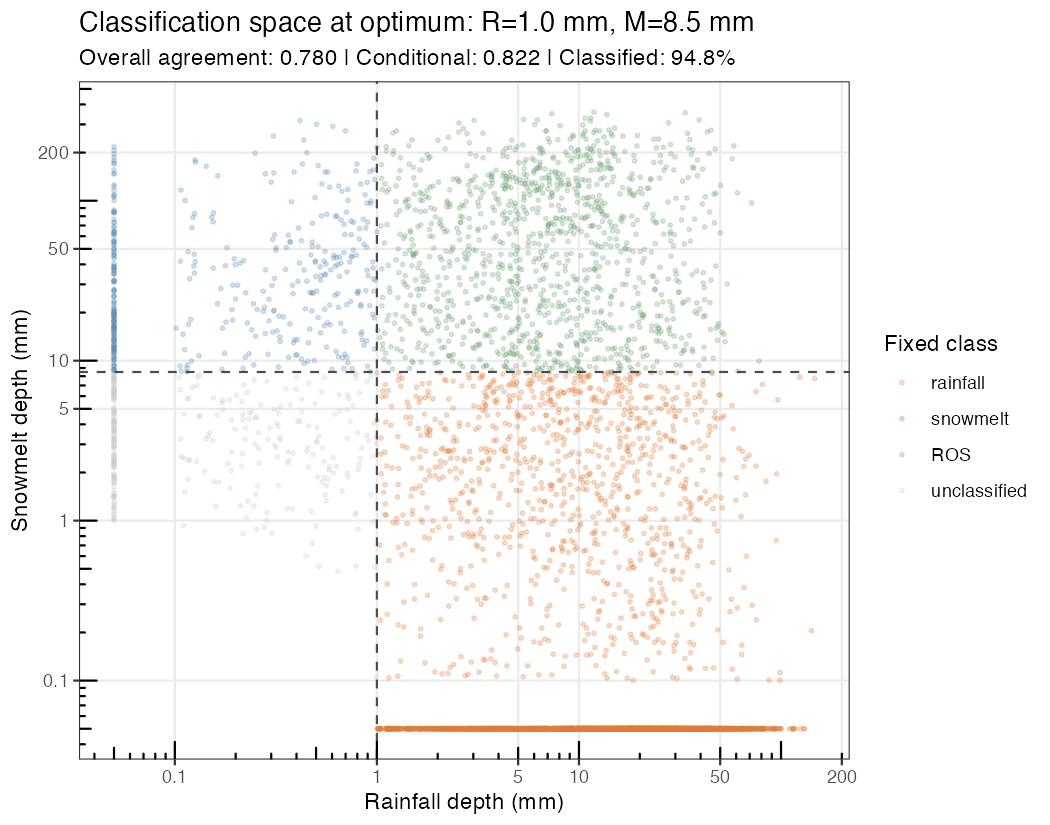 Classification space at optimum: R=1.0 mm, M=8.5 mm
Overall agreement: 0.780 | Conditional: 0.822 | Classified: 94.8%
Snowmelt depth (mm)
200
50
10
5
1
0.1
0.1
1
5
10
50
200
Rainfall depth (mm)
Fixed class
rainfall
snowmelt
ROS
unclassified